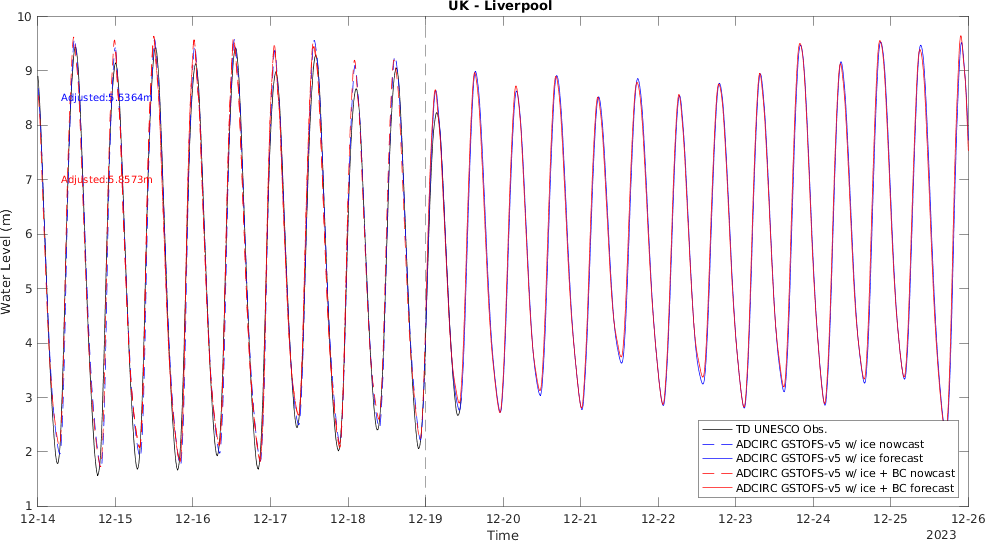 UK - Liverpool
10
9
8
7
6
5
4
3
2
1
Water Level (m)
Adjusted:5.5364m
Adjusted:5.8573m
TD UNESCO Obs.
ADCIRC GSTOFS-v5 w/ ice nowcast
ADCIRC GSTOFS-v5 w/ ice forecast
ADCIRC GSTOFS-v5 w/ ice + BC nowcast
ADCIRC GSTOFS-v5 w/ ice + BC forecast
12-14 12-15 12-16 12-17 12-18 12-19 12-20 12-21 12-22 12-23 12-24 12-25 12-26
Time
2023